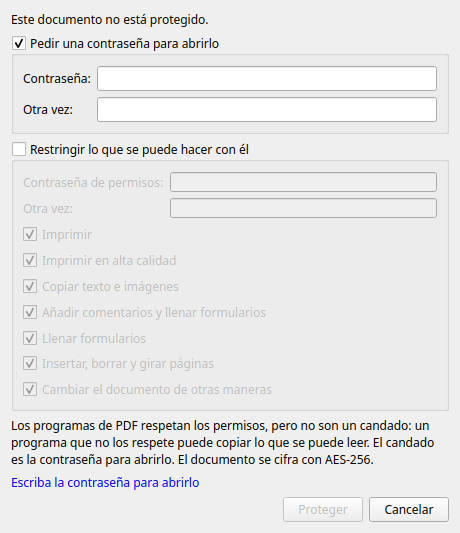 Este documento no está protegido.
Pedir una contraseña para abrirlo
Contraseña:
Otra vez:
Restringir lo que se puede hacer con él
Contraseña de permisos:
Otra vez:
Imprimir
Imprimir en alta calidad
Copiar texto e imágenes
Añadir comentarios y llenar formularios
Llenar formularios
Insertar, borrar y girar páginas
Cambiar el documento de otras maneras
Los programas de PDF respetan los permisos, pero no son un candado: un
programa que no los respete puede copiar lo que se puede leer. El candado
es la contraseña para abrirlo. El documento se cifra con AES-256.
Escriba la contraseña para abrirlo
Proteger
Cancelar